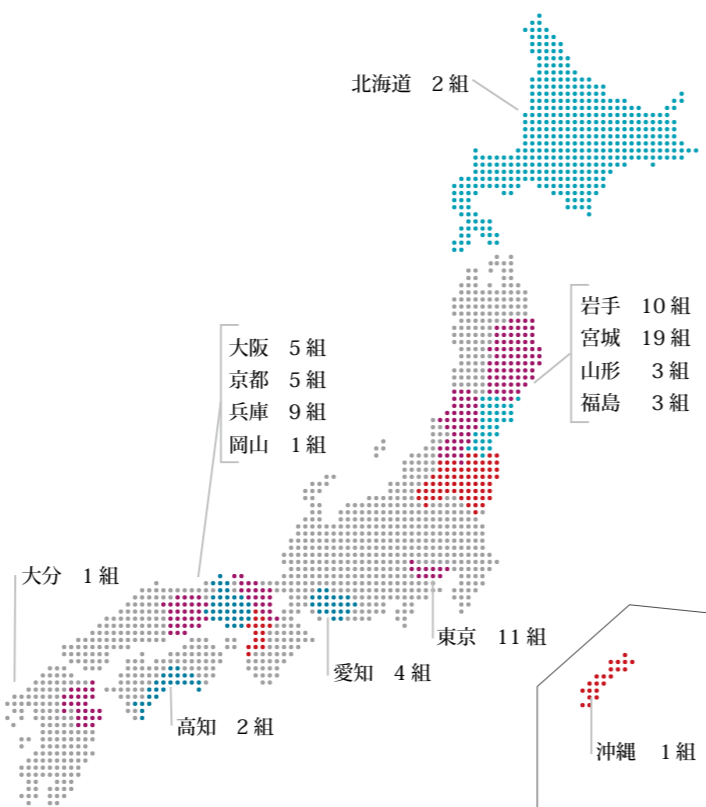 北海道 2組
岩手 10組
宮城 19組
山形 3組
福島 3組
大阪 5組
京都 5組
兵庫 9組
岡山 1組
大分 1組
東京 11組
愛知 4組
高知 2組
沖縄 1組